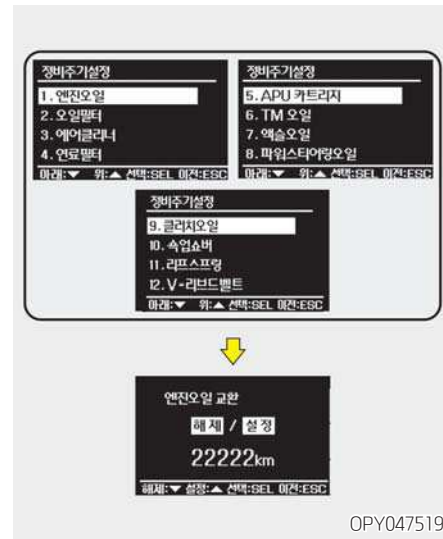 정비주기설정
1. 엔진오일
2. 오일필터
3. 에어클리너
4. 연료필터
아래:▼ 위:▲ 선택:SEL 이전:ESC
정비주기설정
5. APU 카트리지
6. TM 오일
7. 액슬오일
8. 파워스티어링오일
아래:▼ 위:▲ 선택:SEL 이전:ESC
정비주기설정
9. 클러치오일
10. 쇽업쇼버
11. 리프스프링
12. V-리브드벨트
아래:▼ 위:▲ 선택:SEL 이전:ESC
엔진오일 교환
해제 / 설정
22222km
해제:▼ 설정:▲ 선택:SEL 이전:ESC
OPY047519